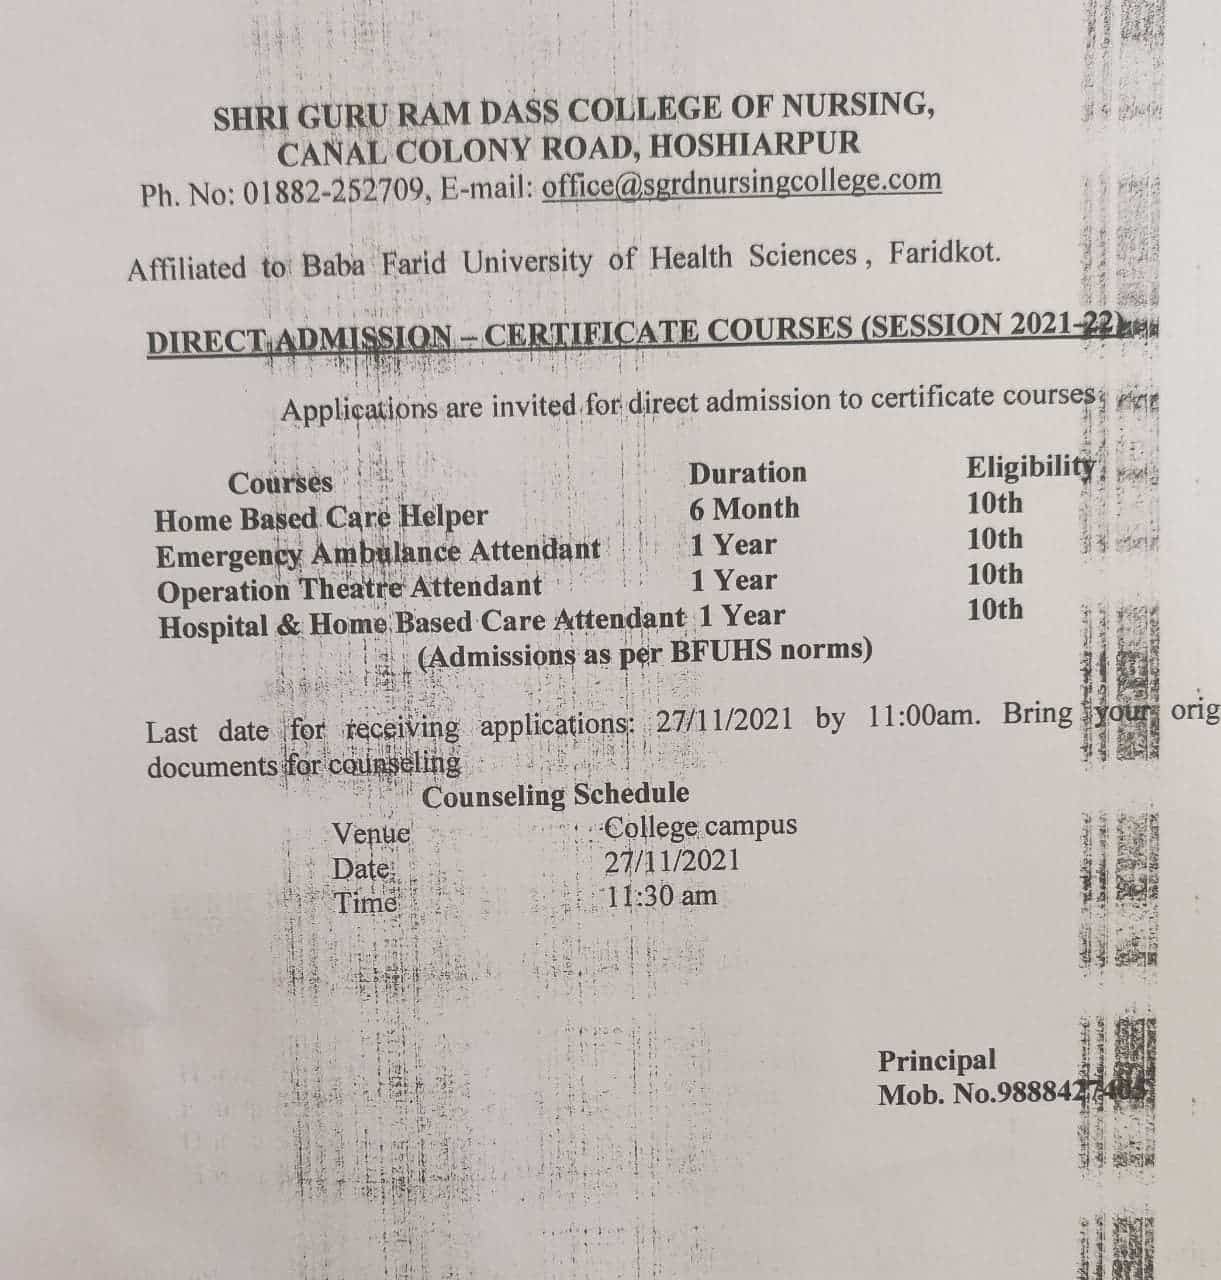 SHRI GURU RAM DASS COLLEGE OF NURSING,
CANAL COLONY ROAD, HOSHIARPUR
Ph. No: 01882-252709, E-mail: office@sgrdnursingcollege.com
Affiliated to Baba Farid University of Health Sciences , Faridkot.
DIRECT ADMISSION – CERTIFICATE COURSES (SESSION 2021-22)
Applications are invited for direct admission to certificate courses
Courses Duration Eligibility
Home Based Care Helper 6 Month 10th
Emergency Ambulance Attendant 1 Year 10th
Operation Theatre Attendant 1 Year 10th
Hospital & Home Based Care Attendant 1 Year 10th
(Admissions as per BFUHS norms)
Last date for receiving applications: 27/11/2021 by 11:00am. Bring your orig
documents for counseling
Counseling Schedule
Venue College campus
Date 27/11/2021
Time 11:30 am
Principal
Mob. No.